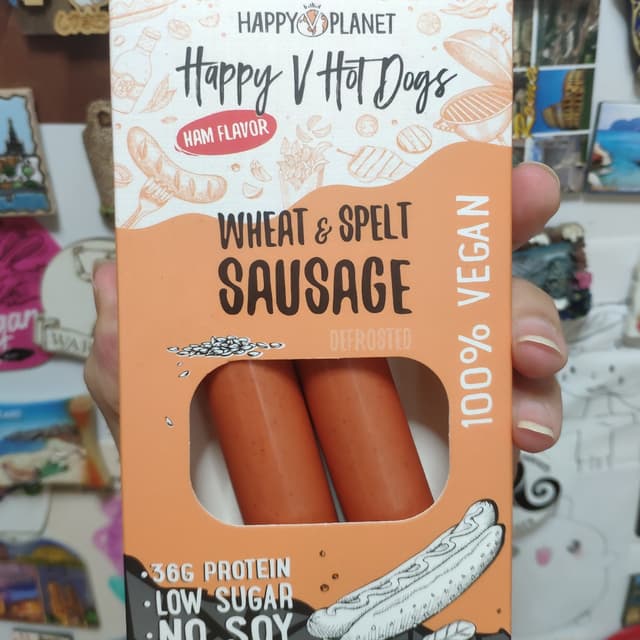 HAPPY PLANET
Happy V Hot Dogs
HAM FLAVOR
WHEAT & SPELT
SAUSAGE
DEFROSTED
100% VEGAN
•36G PROTEIN
•LOW SUGAR
•NO SOY